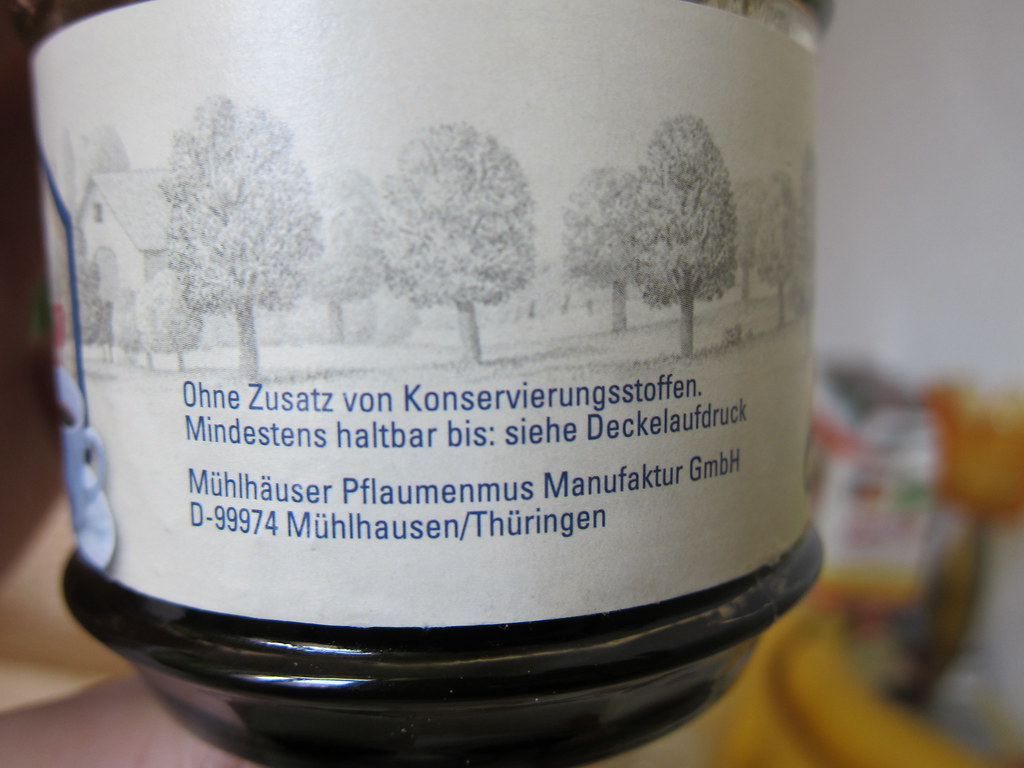 Ohne Zusatz von Konservierungsstoffen.
Mindestens haltbar bis: siehe Deckelaufdruck
Mühlhäuser Pflaumenmus Manufaktur GmbH
D-99974 Mühlhausen/Thüringen